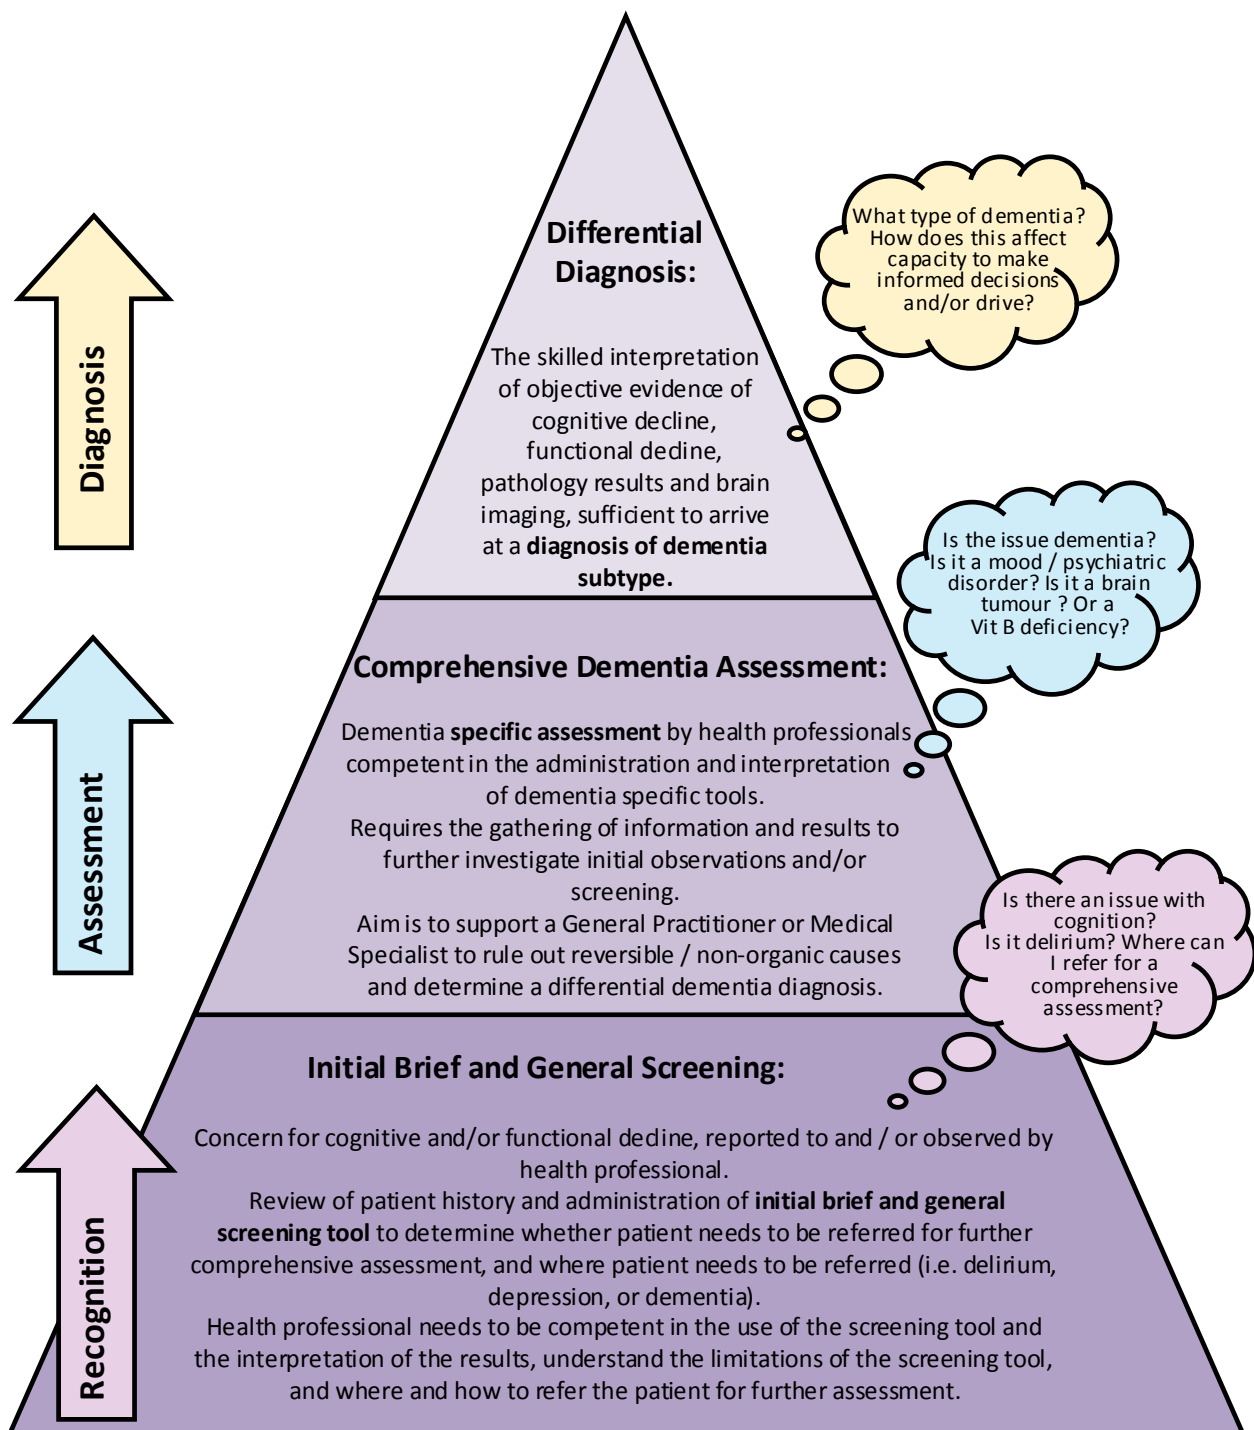 Differential
Diagnosis:
The skilled interpretation
of objective evidence of
cognitive decline,
functional decline,
pathology results and brain
imaging, sufficient to arrive
at a diagnosis of dementia
subtype.
What type of dementia?
How does this affect
capacity to make
informed decisions
and/or drive?
Diagnosis
Comprehensive Dementia Assessment:
Dementia specific assessment by health professionals
competent in the administration and interpretation
of dementia specific tools.
Requires the gathering of information and results to
further investigate initial observations and/or
screening.
Aim is to support a General Practitioner or Medical
Specialist to rule out reversible / non-organic causes
and determine a differential dementia diagnosis.
Is the issue dementia?
Is it a mood / psychiatric
disorder? Is it a brain
tumour ? Or a
Vit B deficiency?
Assessment
Initial Brief and General Screening:
Concern for cognitive and/or functional decline, reported to and / or observed by
health professional.
Review of patient history and administration of initial brief and general
screening tool to determine whether patient needs to be referred for further
comprehensive assessment, and where patient needs to be referred (i.e. delirium,
depression, or dementia).
Health professional needs to be competent in the use of the screening tool and
the interpretation of the results, understand the limitations of the screening tool,
and where and how to refer the patient for further assessment.
Is there an issue with
cognition?
Is it delirium? Where can
I refer for a
comprehensive
assessment?
Recognition